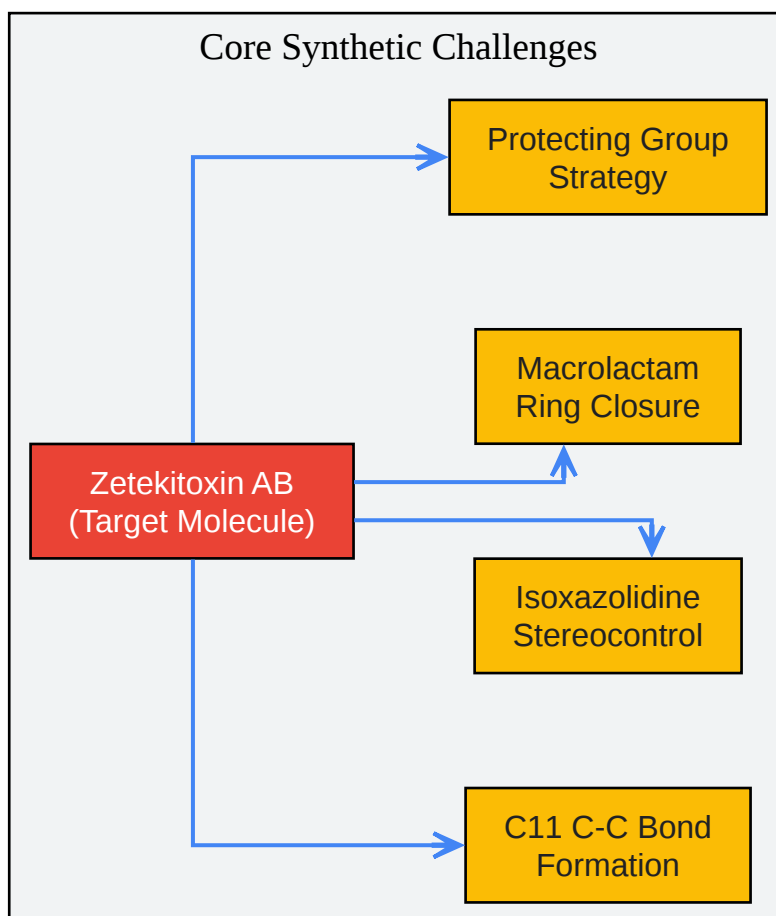 Core Synthetic Challenges
Protecting Group
Strategy
Macrolactam
Ring Closure
Zetekitoxin AB
(Target Molecule)
Isoxazolidine
Stereocontrol
C11 C-C Bond
Formation